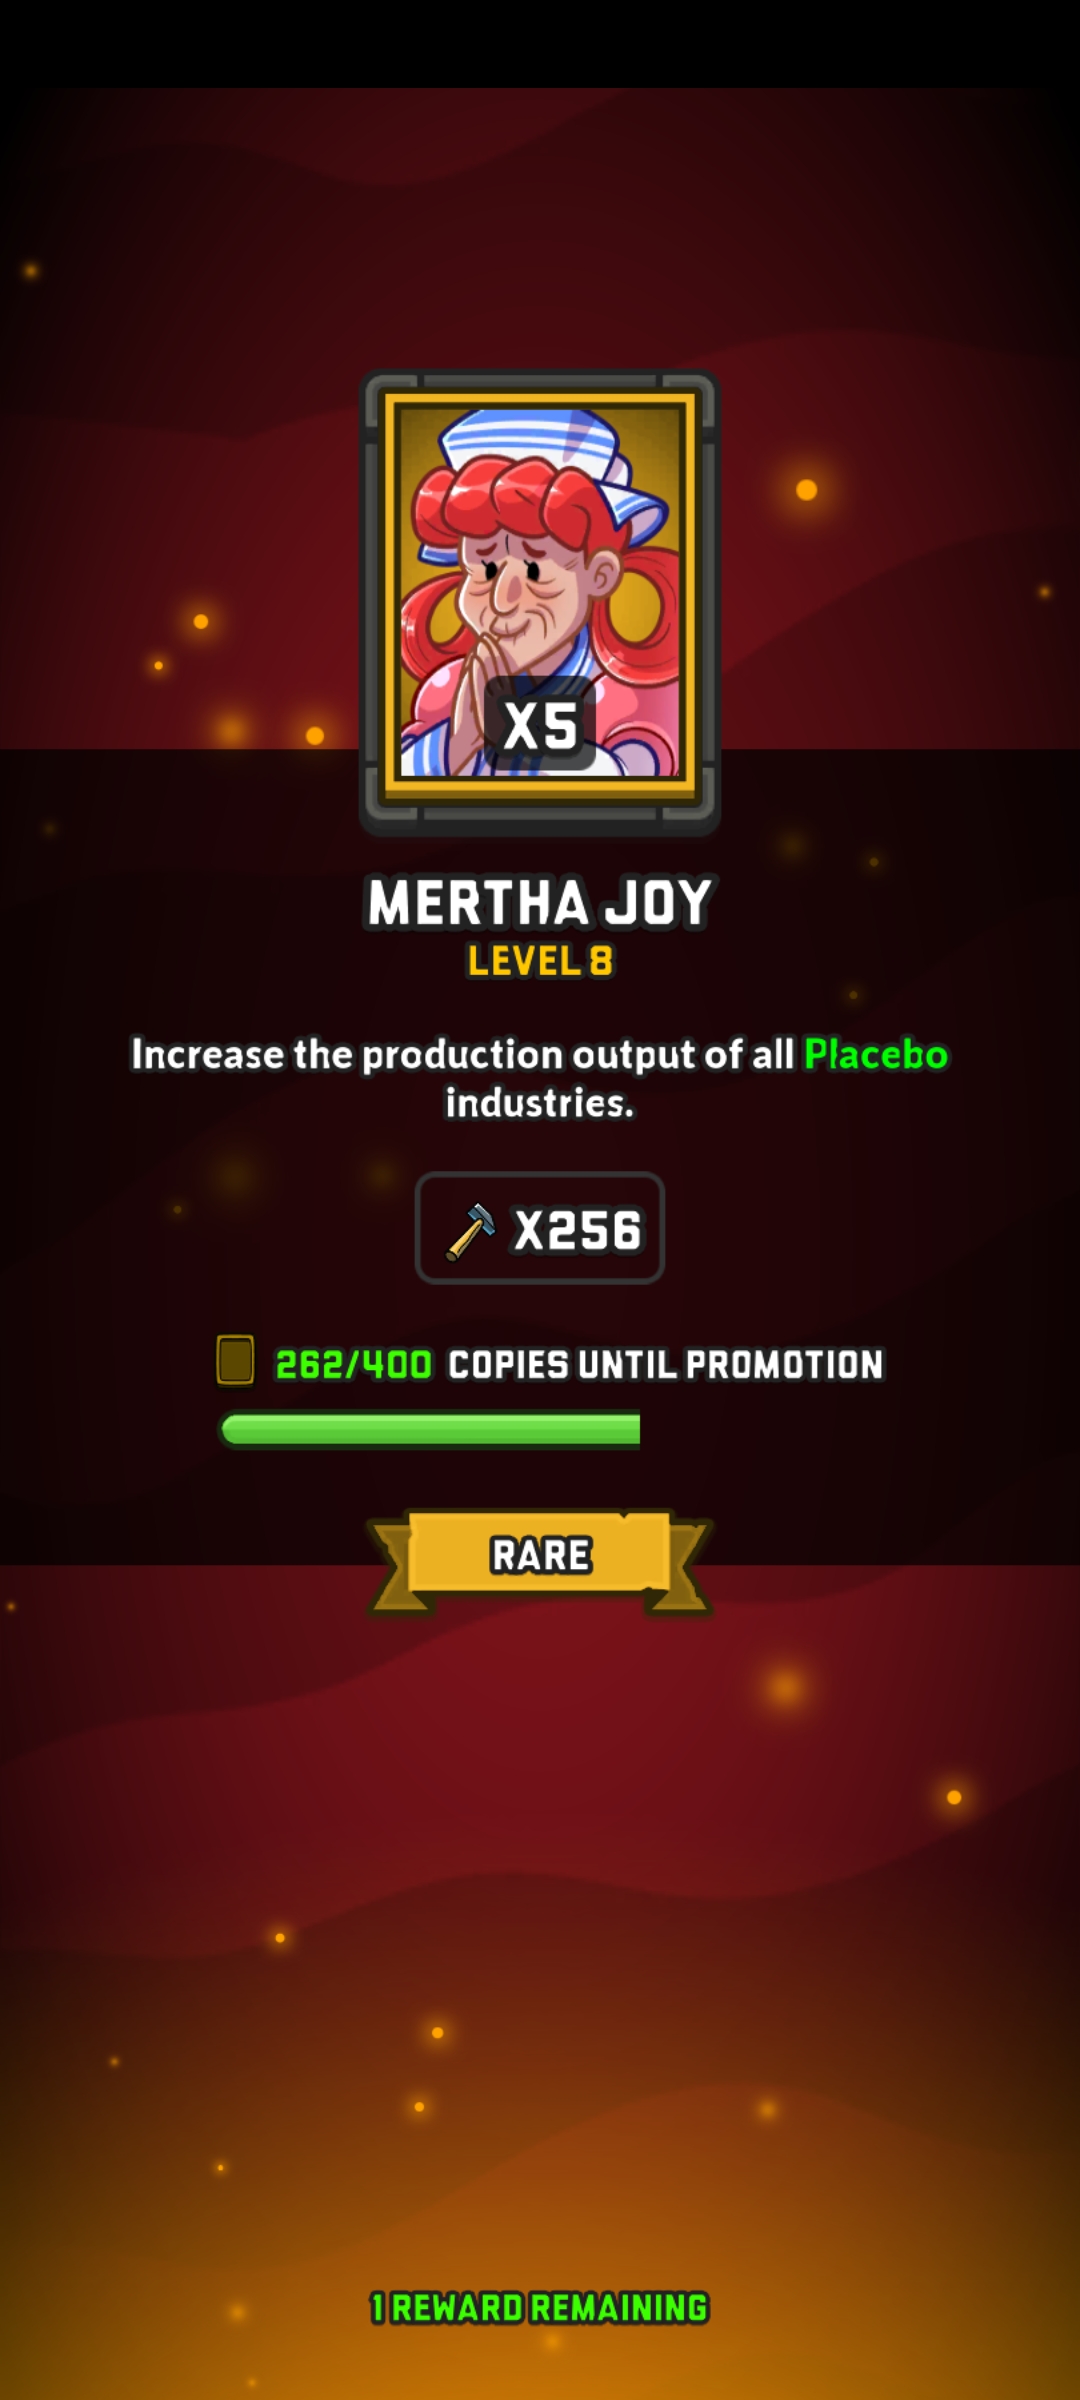 X5
MERTHA JOY
LEVEL 8
Increase the production output of all Placebo
industries.
X256
262/400 COPIES UNTIL PROMOTION
RARE
1 REWARD REMAINING